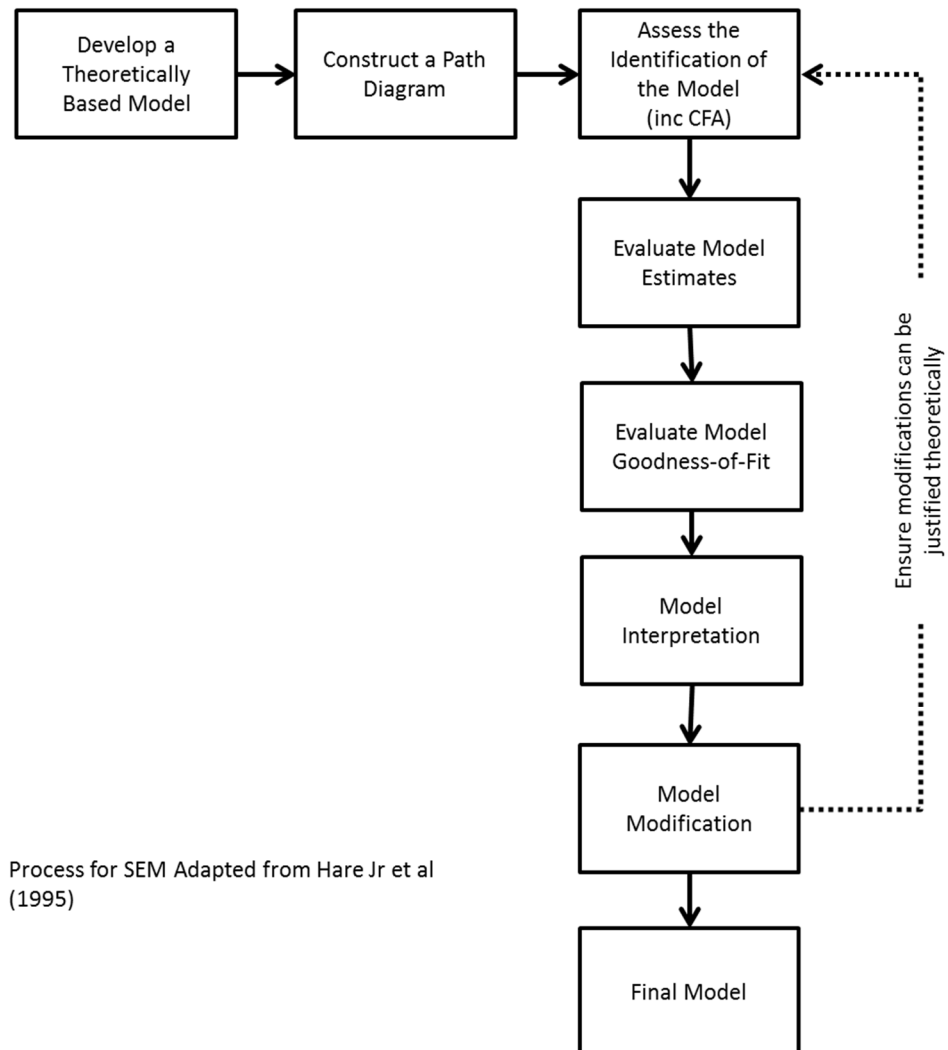 Develop a
Theoretically
Based Model
Construct a Path
Diagram
Assess the
Identification of
the Model
(inc CFA)
Evaluate Model
Estimates
Evaluate Model
Goodness-of-Fit
Model
Interpretation
Model
Modification
Final Model
Ensure modifications can be
justified theoretically
Process for SEM Adapted from Hare Jr et al
(1995)